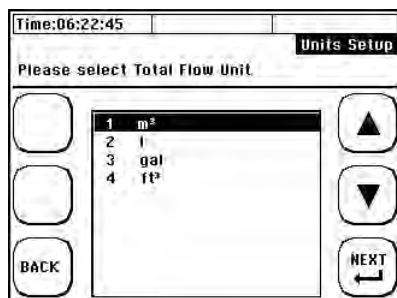 Time:06:22:45
Units Setup
Please select Total Flow Unit
1 m³
2 l
3 gal
4 ft³
BACK
NEXT